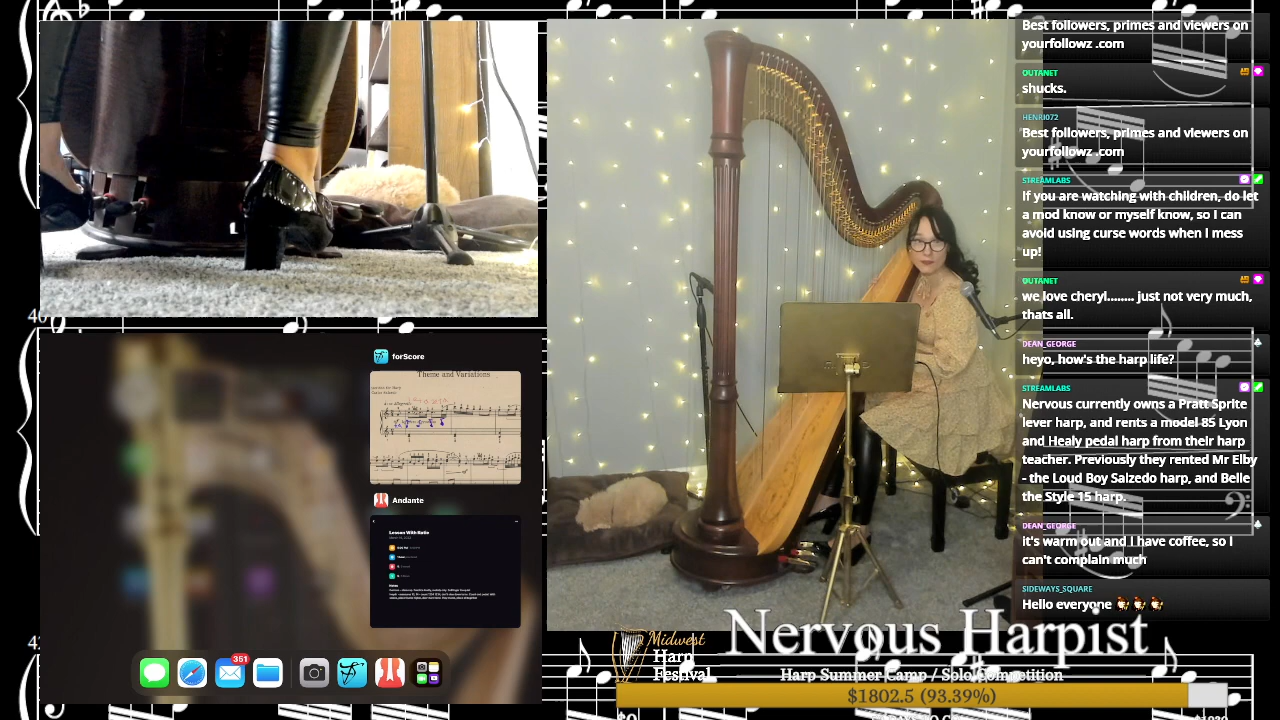 forScore
Theme and Variations
Andante
Lesson With Katie
351
Best followers, primes and viewers on
yourfollowz .com
OUTANET
shucks.
HENRI072
Best followers, primes and viewers on
yourfollowz .com
STREAMLABS
If you are watching with children, do let
a mod know or myself know, so I can
avoid using curse words when I mess
up!
OUTANET
we love cheryl........ just not very much,
thats all.
DEAN_GEORGE
heyo, how's the harp life?
STREAMLABS
Nervous currently owns a Pratt Sprite
lever harp, and rents a model 85 Lyon
and Healy pedal harp from their harp
teacher. Previously they rented Mr Elby
- the Loud Boy Salzedo harp, and Belle
the Style 15 harp.
DEAN_GEORGE
it's warm out and I have coffee, so I
can't complain much
SIDEWAYS_SQUARE
Hello everyone
Midwest
Harp
Festival
Nervous Harpist
Harp Summer Camp / Solo Competition
$1802.5 (93.39%)